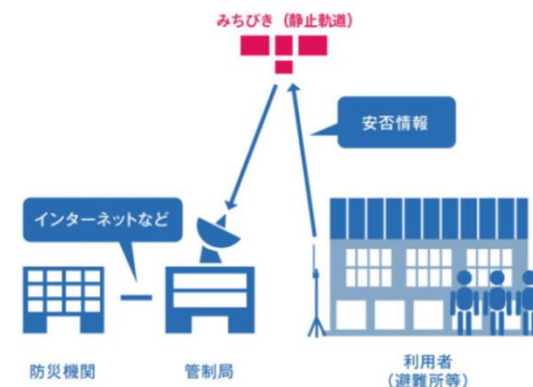 みちびき（静止軌道）
安否情報
インターネットなど
防災機関
管制局
利用者
（避難所等）